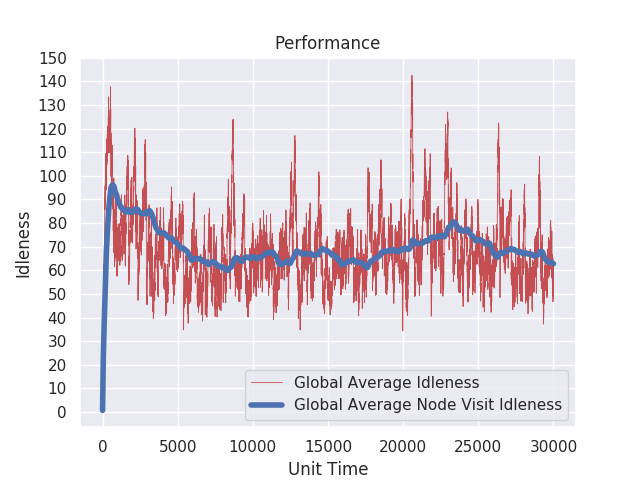 Performance
150
140
130
120
110
100
90
80
70
60
50
40
30
20
10
0
Idleness
Global Average Idleness
Global Average Node Visit Idleness
0 5000 10000 15000 20000 25000 30000
Unit Time